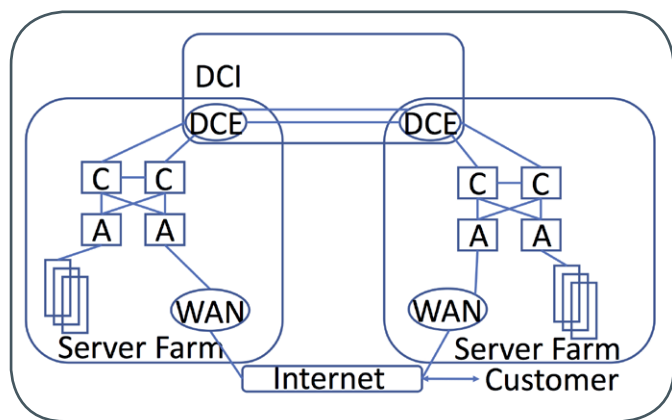 DCI
DCE DCE
C C C C
A A A A
WAN WAN
Server Farm Server Farm
Internet Customer